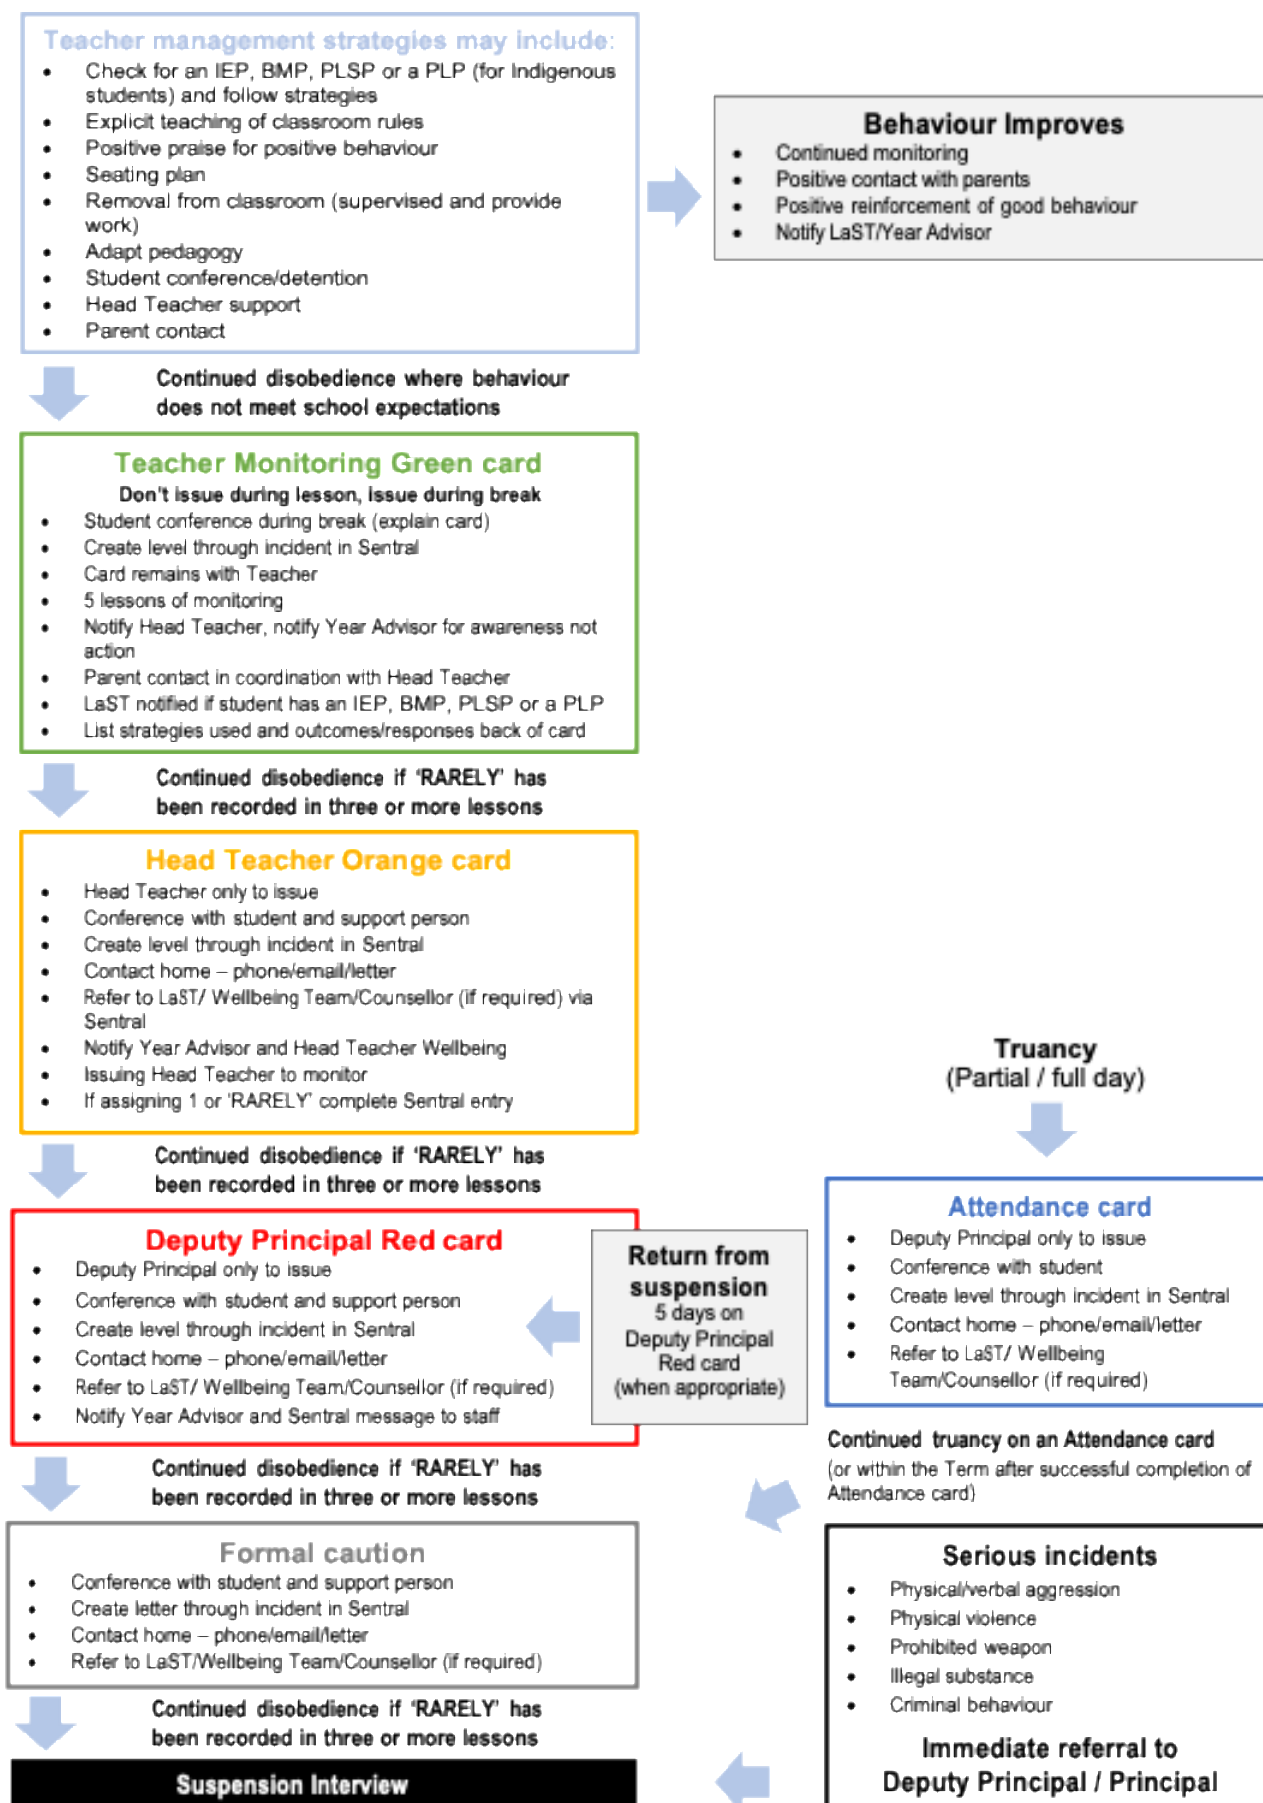 Teacher management strategies may include:
• Check for an IEP, BMP, PLSP or a PLP (for Indigenous
students) and follow strategies
• Explicit teaching of classroom rules
• Positive praise for positive behaviour
• Seating plan
• Removal from classroom (supervised and provide
work)
• Adapt pedagogy
• Student conference/detention
• Head Teacher support
• Parent contact
Behaviour Improves
• Continued monitoring
• Positive contact with parents
• Positive reinforcement of good behaviour
• Notify LaST/Year Advisor
Continued disobedience where behaviour
does not meet school expectations
Teacher Monitoring Green card
Don't issue during lesson, issue during break
• Student conference during break (explain card)
• Create level through incident in Sentral
• Card remains with Teacher
• 5 lessons of monitoring
• Notify Head Teacher, notify Year Advisor for awareness not
action
• Parent contact in coordination with Head Teacher
• LaST notified if student has an IEP, BMP, PLSP or a PLP
• List strategies used and outcomes/responses back of card
Continued disobedience if 'RARELY' has
been recorded in three or more lessons
Head Teacher Orange card
• Head Teacher only to issue
• Conference with student and support person
• Create level through incident in Sentral
• Contact home – phone/email/letter
• Refer to LaST/ Wellbeing Team/Counsellor (if required) via
Sentral
• Notify Year Advisor and Head Teacher Wellbeing
• Issuing Head Teacher to monitor
• If assigning 1 or 'RARELY' complete Sentral entry
Continued disobedience if 'RARELY' has
been recorded in three or more lessons
Deputy Principal Red card
• Deputy Principal only to issue
• Conference with student and support person
• Create level through incident in Sentral
• Contact home – phone/email/letter
• Refer to LaST/ Wellbeing Team/Counsellor (if required)
• Notify Year Advisor and Sentral message to staff
Return from
suspension
5 days on
Deputy Principal
Red card
(when appropriate)
Continued disobedience if 'RARELY' has
been recorded in three or more lessons
Formal caution
• Conference with student and support person
• Create letter through incident in Sentral
• Contact home – phone/email/letter
• Refer to LaST/Wellbeing Team/Counsellor (if required)
Continued disobedience if 'RARELY' has
been recorded in three or more lessons
Suspension Interview
Truancy
(Partial / full day)
Attendance card
• Deputy Principal only to issue
• Conference with student
• Create level through incident in Sentral
• Contact home – phone/email/letter
• Refer to LaST/ Wellbeing
Team/Counsellor (if required)
Continued truancy on an Attendance card
(or within the Term after successful completion of
Attendance card)
Serious incidents
• Physical/verbal aggression
• Physical violence
• Prohibited weapon
• Illegal substance
• Criminal behaviour
Immediate referral to
Deputy Principal / Principal